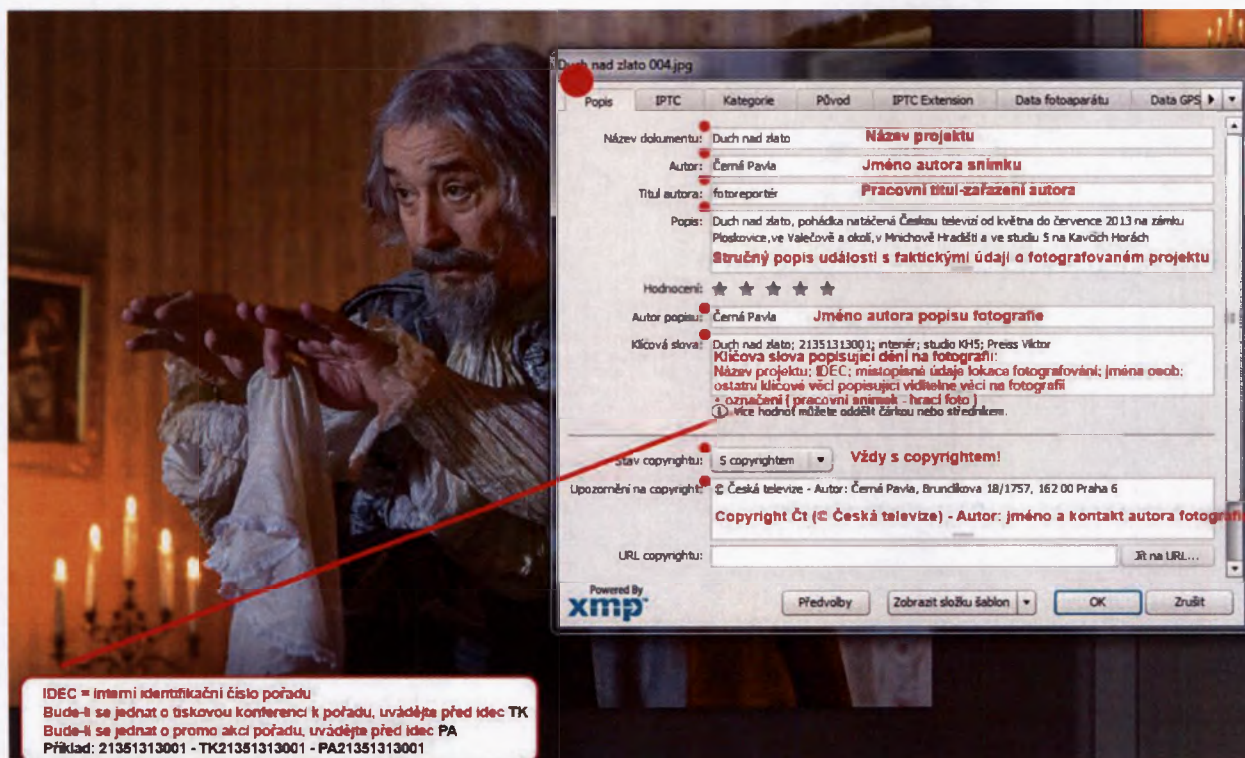 Duch nad zlato 004.jpg
Popis IPTC Kategorie Původ IPTC Extension Data fotoaparátu Data GPS
Název dokumentu: Duch nad zlato Název projektu
Autor: Černá Pavla Jméno autora snímku
Titul autora: fotoreportér Pracovní titul-zařazení autora
Popis: Duch nad zlato, pohádka natáčená Českou televizí od května do července 2013 na zámku
Ploskovice, ve Valečově a okolí, v Mnichově Hradišti a ve studiu 5 na Kavčích Horách
Stručný popis události s faktickými údaji o fotografovaném projektu
Hodnocení:
Autor popisu: Černá Pavla Jméno autora popisu fotografie
Klíčová slova: Duch nad zlato; 21351313001; interiér; studio KH5; Preiss Viktor
Klíčova slova popisující dění na fotografii:
Název projektu; IDEC; místopisné údaje lokace fotografování; jména osob;
ostatní klíčové věci popisující viditelné věci na fotografii
+ označení ( pracovní snímek - hrací foto )
Více hodnot můžete oddělit čárkou nebo středníkem.
Stav copyrightu: S copyrightem Vždy s copyrightem!
Upozornění na copyright: © Česká televize - Autor: Černá Pavla, Brunclíkova 18/1757, 162 00 Praha 6
Copyright Čt (© Česká televize) - Autor: jméno a kontakt autora fotografi
URL copyrightu: Jít na URL...
Powered By
xmp Předvolby Zobrazit složku šablon OK Zrušit
IDEC = interní identifikační číslo pořadu
Bude-li se jednat o tiskovou konferenci k pořadu, uvádějte před idec TK
Bude-li se jednat o promo akci pořadu, uvádějte před idec PA
Příklad: 21351313001 - TK21351313001 - PA21351313001